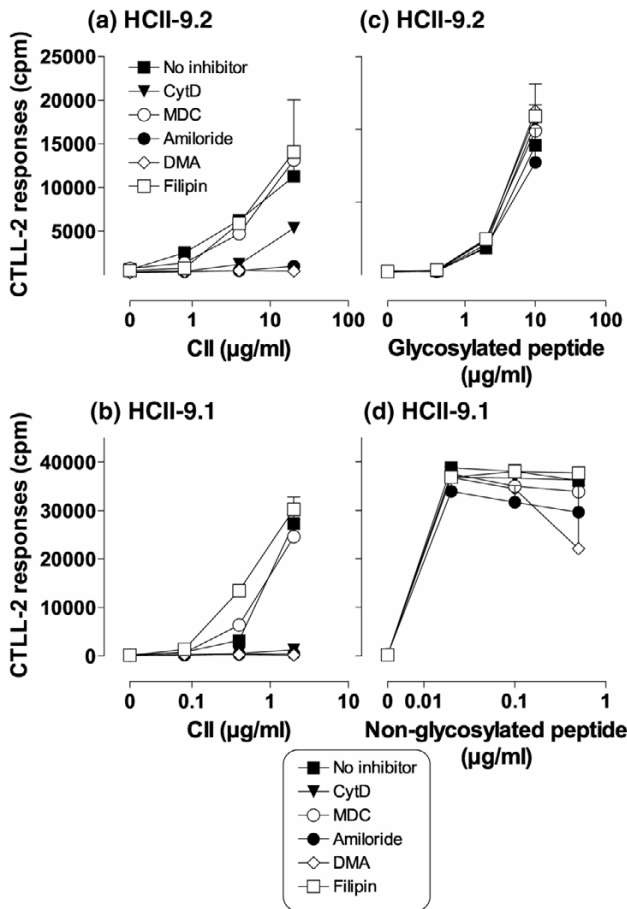 (a) HCII-9.2
(c) HCII-9.2
CTLL-2 responses (cpm)
25000
20000
15000
10000
5000
No inhibitor
CytD
MDC
Amiloride
DMA
Filipin
0 1 10 100
CII (µg/ml)
0 1 10 100
Glycosylated peptide
(µg/ml)
(b) HCII-9.1
(d) HCII-9.1
CTLL-2 responses (cpm)
40000
30000
20000
10000
0
0 0.1 1 10
CII (µg/ml)
0 0.01 0.1 1
Non-glycosylated peptide
(µg/ml)
No inhibitor
CytD
MDC
Amiloride
DMA
Filipin